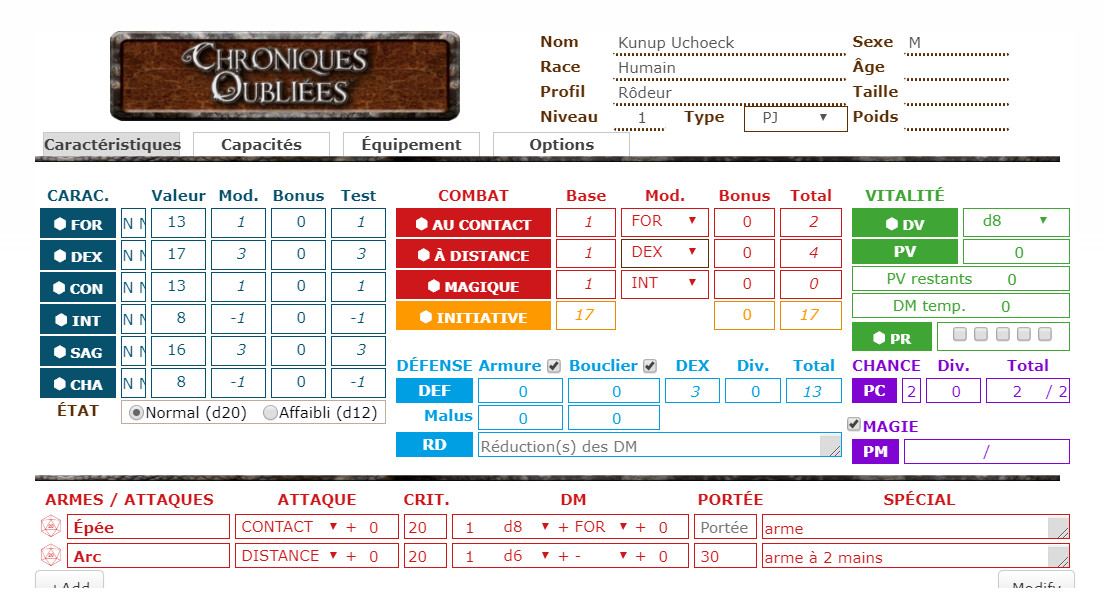 CHRONIQUES
OUBLIÉES
Nom Kunup Uchoeck Sexe M
Race Humain Âge
Profil Rôdeur Taille
Niveau 1 Type PJ ▼ Poids
Caractéristiques Capacités Équipement Options
CARAC. Valeur Mod. Bonus Test COMBAT Base Mod. Bonus Total VITALITÉ
FOR N N 13 1 0 1 AU CONTACT 1 FOR ▼ 0 2 DV d8 ▼
DEX N N 17 3 0 3 À DISTANCE 1 DEX ▼ 0 4 PV 0
CON N N 13 1 0 1 MAGIQUE 1 INT ▼ 0 0 PV restants 0
INT N N 8 -1 0 -1 INITIATIVE 17 0 17 DM temp. 0
SAG N N 16 3 0 3 PR
DÉFENSE Armure Bouclier DEX Div. Total CHANCE Div. Total
CHA N N 8 -1 0 -1 DEF 0 0 3 0 13 PC 2 0 2 / 2
ÉTAT Normal (d20) Affaibli (d12) Malus 0 0 MAGIE
RD Réduction(s) des DM PM /
ARMES / ATTAQUES ATTAQUE CRIT. DM PORTÉE SPÉCIAL
Épée CONTACT ▼ + 0 20 1 d8 ▼ + FOR ▼ + 0 Portée arme
Arc DISTANCE ▼ + 0 20 1 d6 ▼ + - ▼ + 0 30 arme à 2 mains
+Add Modify